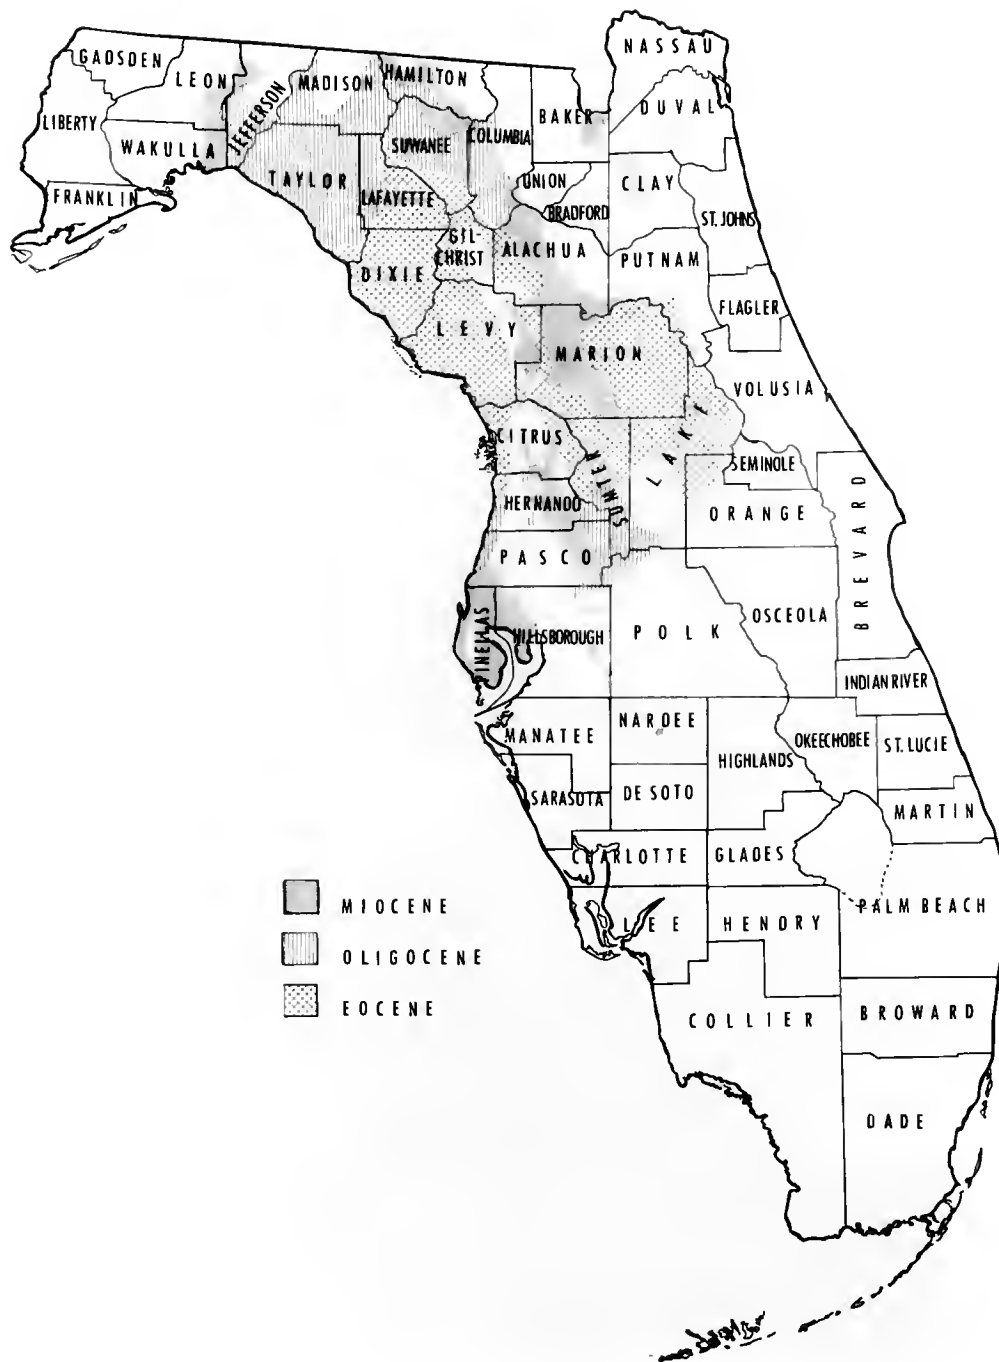 NASSAU
GADSDEN
LEON
JEFFERSON
MADISON
HAMILTON
BAKER
DUVAL
LIBERTY
WAKULLA
SUWANEE
COLUMBIA
FRANKLIN
TAYLOR
LAFAYETTE
UNION
BRADFORD
CLAY
ST. JOHNS
DIXIE
GIL-
CHRIST
ALACHUA
PUTNAM
FLAGLER
LEVY
MARION
VOLUSIA
CITRUS
SUMTER
LAKE
SEMINOLE
HERNANDO
ORANGE
BREVARD
PASCO
PINELLAS
HILLSBOROUGH
POLK
OSCEOLA
INDIAN RIVER
MANATEE
NARDEE
HIGHLANDS
OKEECHOBEE
ST. LUCIE
SARASOTA
DE SOTO
MARTIN
CHARLOTTE
GLADES
MIOCENE
LEE
HENDRY
PALM BEACH
OLIGOCENE
EOCENE
COLLIER
BROWARD
DADE